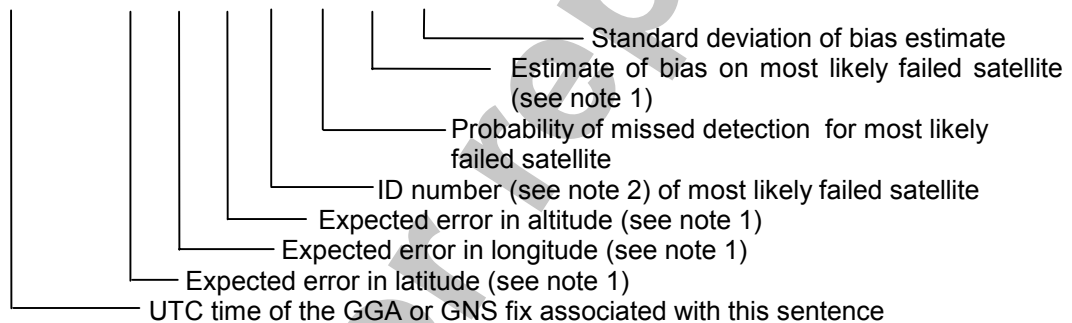 Standard deviation of bias estimate
Estimate of bias on most likely failed satellite
(see note 1)
Probability of missed detection for most likely
failed satellite
ID number (see note 2) of most likely failed satellite
Expected error in altitude (see note 1)
Expected error in longitude (see note 1)
Expected error in latitude (see note 1)
UTC time of the GGA or GNS fix associated with this sentence